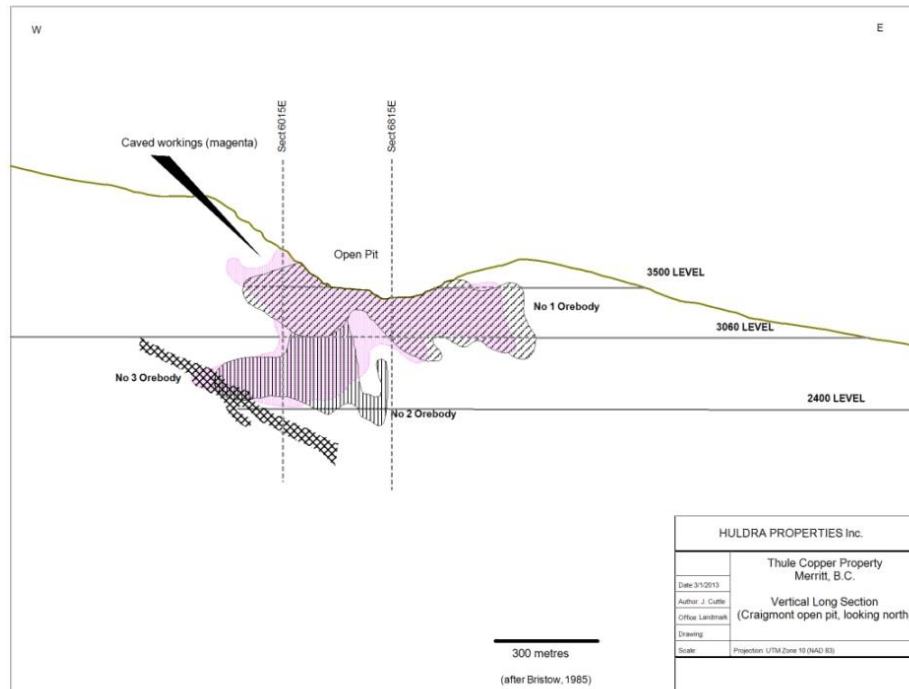 W
E
Sect 6015E
Sect 6815E
Caved workings (magenta)
Open Pit
3500 LEVEL
No 1 Orebody
3060 LEVEL
No 3 Orebody
2400 LEVEL
No 2 Orebody
HULDRA PROPERTIES Inc.
Thule Copper Property
Merritt, B.C.
Date 3/1/2013
Author J. Cuttle
Vertical Long Section
Office Landmark
(Craigmont open pit, looking north
Drawing:
Scale:
Projection: UTM Zone 10 (NAD 83)
300 metres
(after Bristow, 1985)